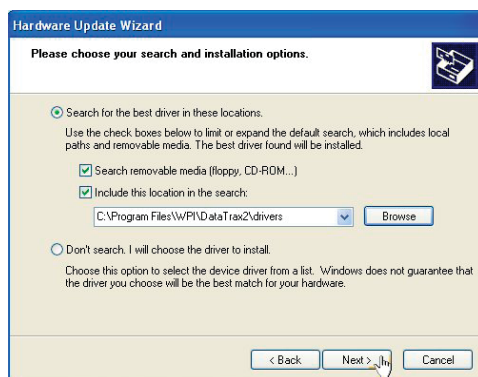 Hardware Update Wizard
Please choose your search and installation options.
Search for the best driver in these locations.
Use the check boxes below to limit or expand the default search, which includes local
paths and removable media. The best driver found will be installed.
Search removable media (floppy, CD-ROM...)
Include this location in the search:
C:\Program Files\WPI\DataTrax2\drivers
Browse
Don't search. I will choose the driver to install.
Choose this option to select the device driver from a list. Windows does not guarantee that
the driver you choose will be the best match for your hardware.
< Back
Next >
Cancel